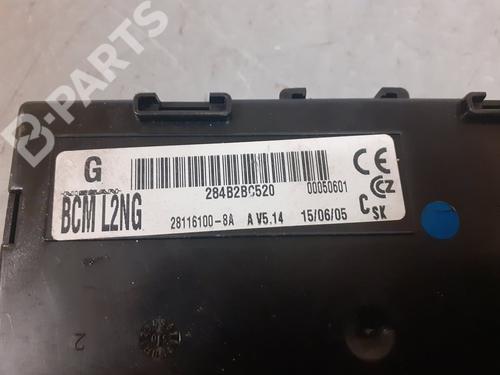 B-PARTS
G
284B2BC520
00050601
CE
CZ
BCM L2NG
28116100-8A A V5.14 15/06/05 C SK
2